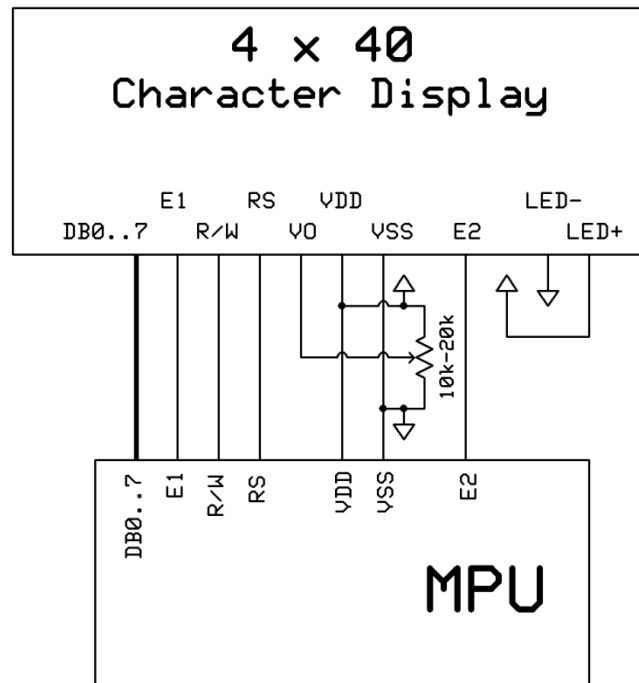 4 x 40
Character Display
E1 RS VDD LED-
DB0..7 R/W VO VSS E2 LED+
10k-20k
DB0..7 E1 R/W RS VDD VSS E2
MPU